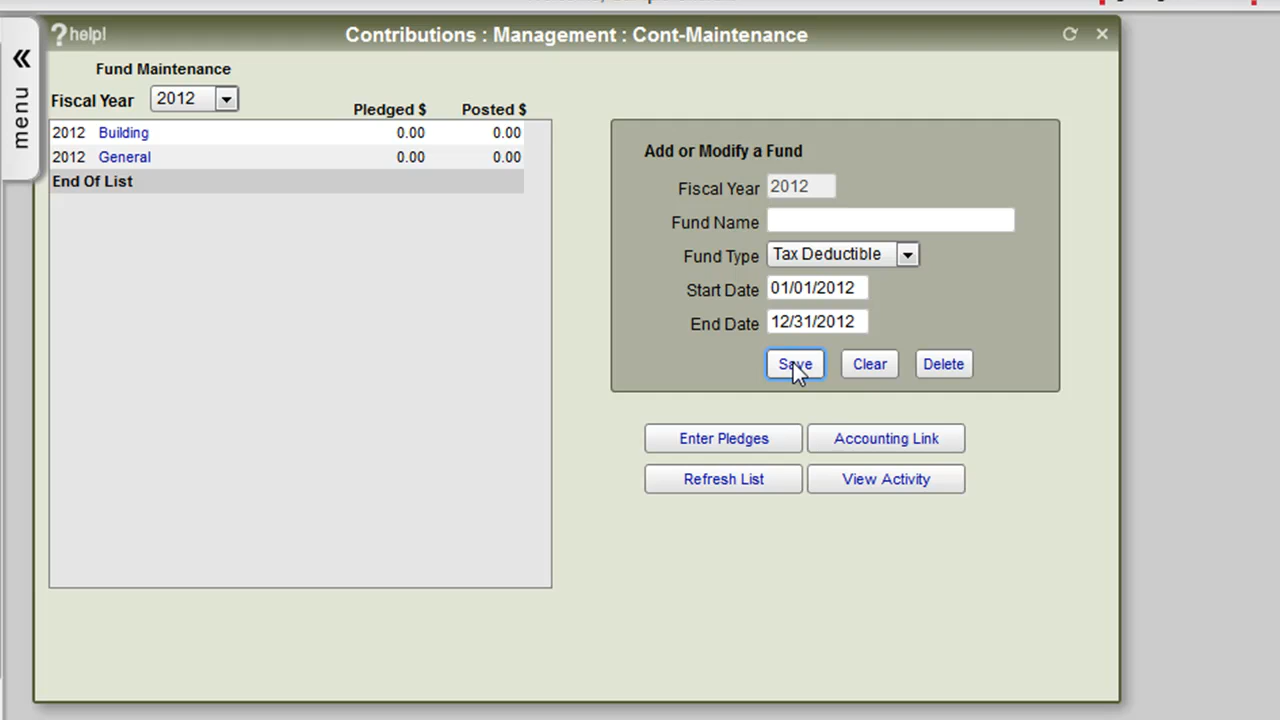 ?help!
Contributions : Management : Cont-Maintenance
«
menu
Fund Maintenance
Fiscal Year 2012
Pledged $ Posted $
2012 Building 0.00 0.00
2012 General 0.00 0.00
End Of List
Add or Modify a Fund
Fiscal Year 2012
Fund Name
Fund Type Tax Deductible
Start Date 01/01/2012
End Date 12/31/2012
Save Clear Delete
Enter Pledges Accounting Link
Refresh List View Activity